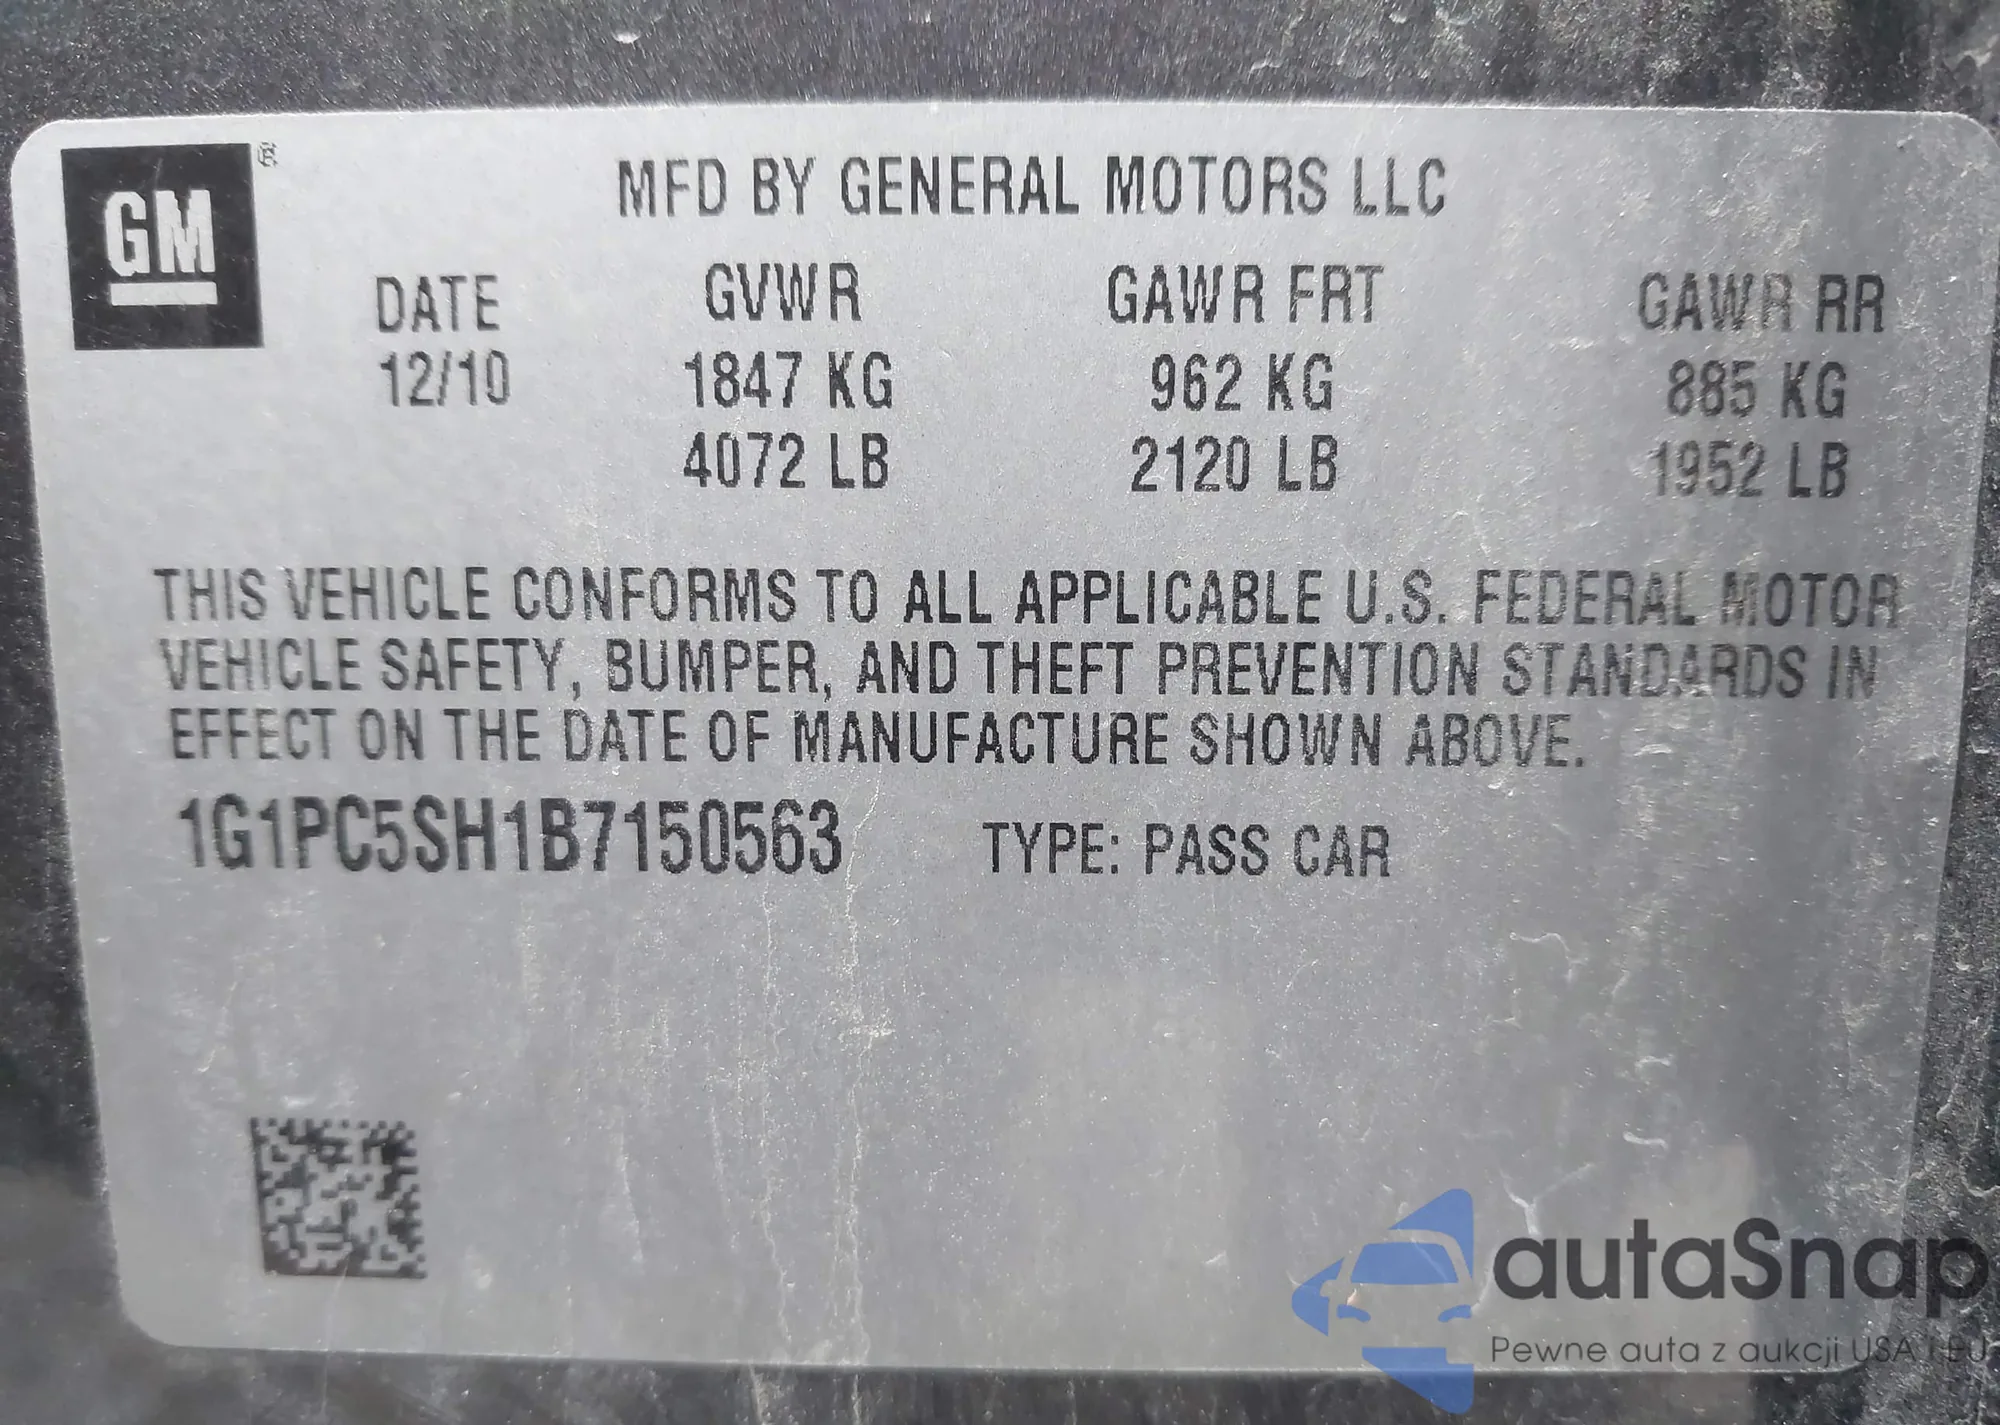 GM ®
MFD BY GENERAL MOTORS LLC
DATE GVWR GAWR FRT GAWR RR
12/10 1847 KG 962 KG 885 KG
4072 LB 2120 LB 1952 LB
THIS VEHICLE CONFORMS TO ALL APPLICABLE U.S. FEDERAL MOTOR
VEHICLE SAFETY, BUMPER, AND THEFT PREVENTION STANDARDS IN
EFFECT ON THE DATE OF MANUFACTURE SHOWN ABOVE.
1G1PC5SH1B7150563 TYPE: PASS CAR
autaSnap
Pewne auta z aukcji USA i EU